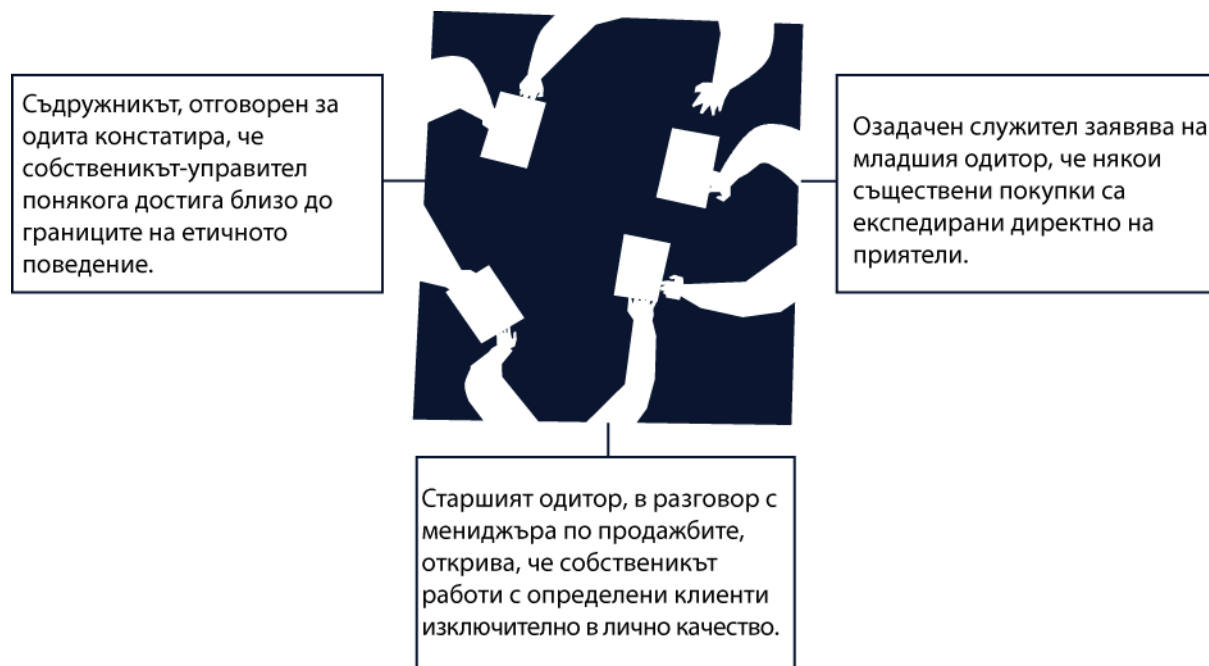 Съдружникът, отговорен за
одита констатира, че
собственикът-управител
понякога достига близо до
границите на етичното
поведение.
Озадачен служител заявява на
младшия одитор, че някои
съществени покупки са
експедирани директно на
приятели.
Старшият одитор, в разговор с
мениджъра по продажбите,
открива, че собственикът
работи с определени клиенти
изключително в лично качество.